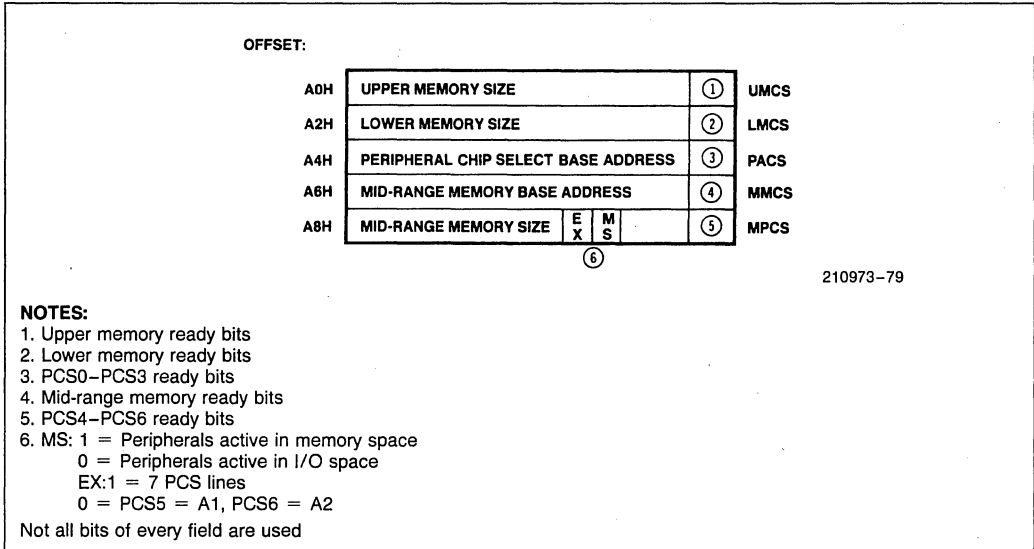 OFFSET:
A0H UPPER MEMORY SIZE ① UMCS
A2H LOWER MEMORY SIZE ② LMCS
A4H PERIPHERAL CHIP SELECT BASE ADDRESS ③ PACS
A6H MID-RANGE MEMORY BASE ADDRESS ④ MMCS
A8H MID-RANGE MEMORY SIZE EX MS ⑤ MPCS
⑥
210973–79
NOTES:
1. Upper memory ready bits
2. Lower memory ready bits
3. PCS0–PCS3 ready bits
4. Mid-range memory ready bits
5. PCS4–PCS6 ready bits
6. MS: 1 = Peripherals active in memory space
0 = Peripherals active in I/O space
EX:1 = 7 PCS lines
0 = PCS5 = A1, PCS6 = A2
Not all bits of every field are used